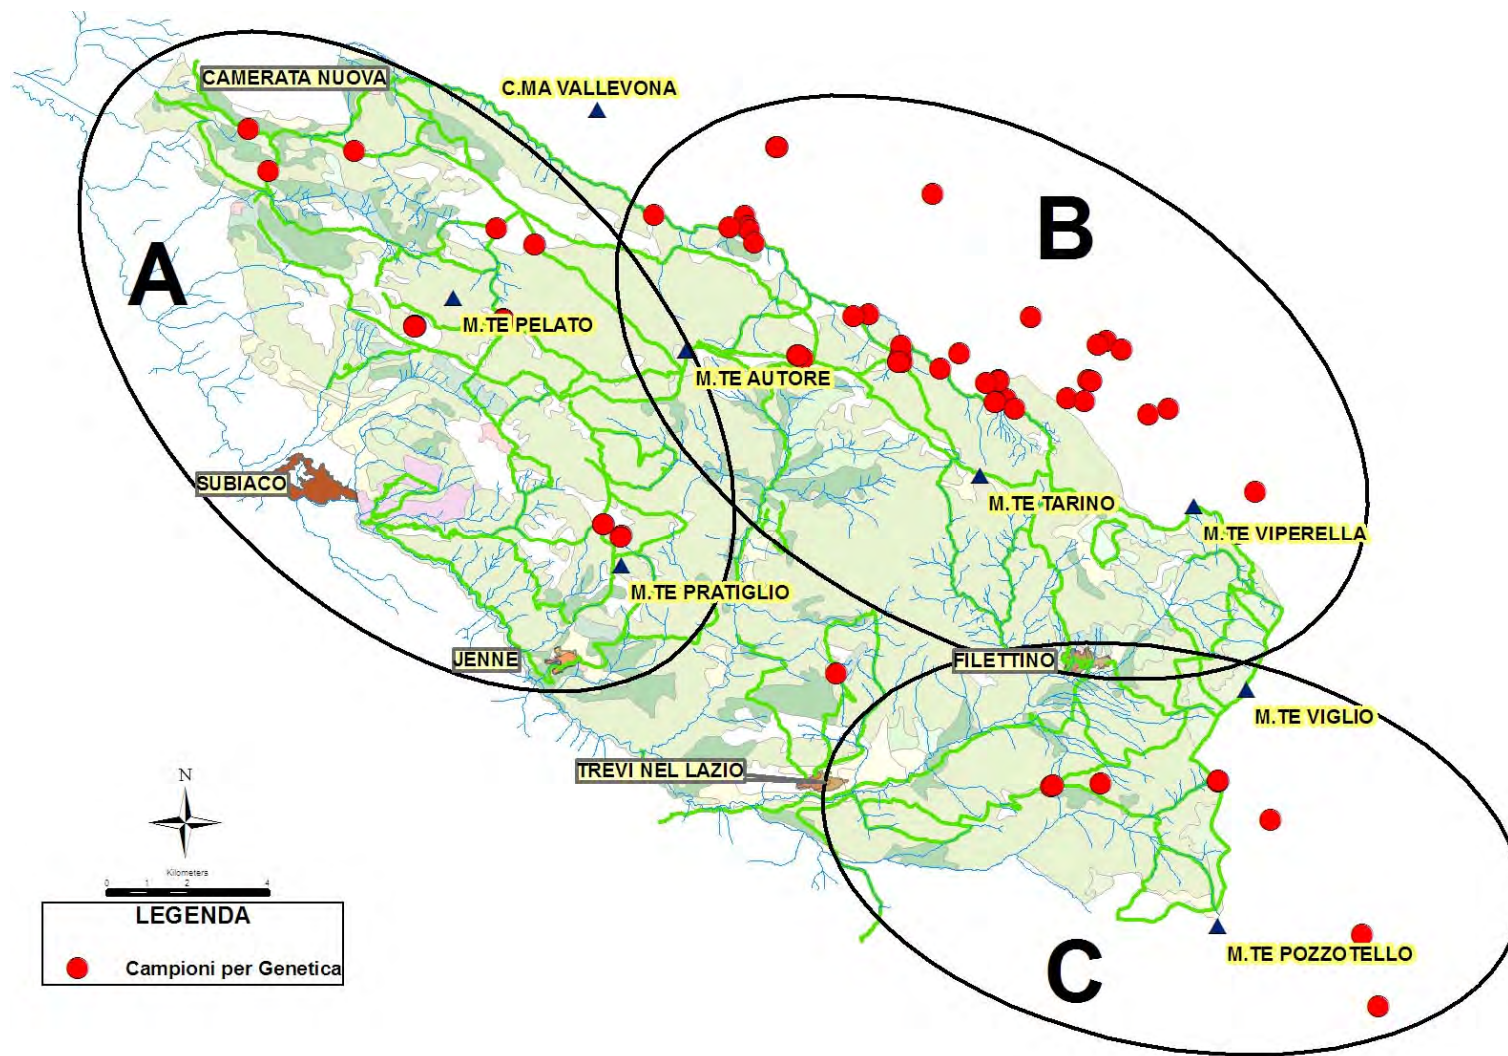 CAMERATA NUOVA
C.MA VALLEVONA
B
A
M.TE PELATO
M.TE AUTORE
SUBIACO
M.TE TARINO
M.TE VIPERELLA
M.TE PRATIGLIO
JENNE
FILETTINO
M.TE VIGLIO
TREVI NEL LAZIO
N
Kilometers
0 1 2 4
LEGENDA
Campioni per Genetica
C
M.TE POZZOTELLO